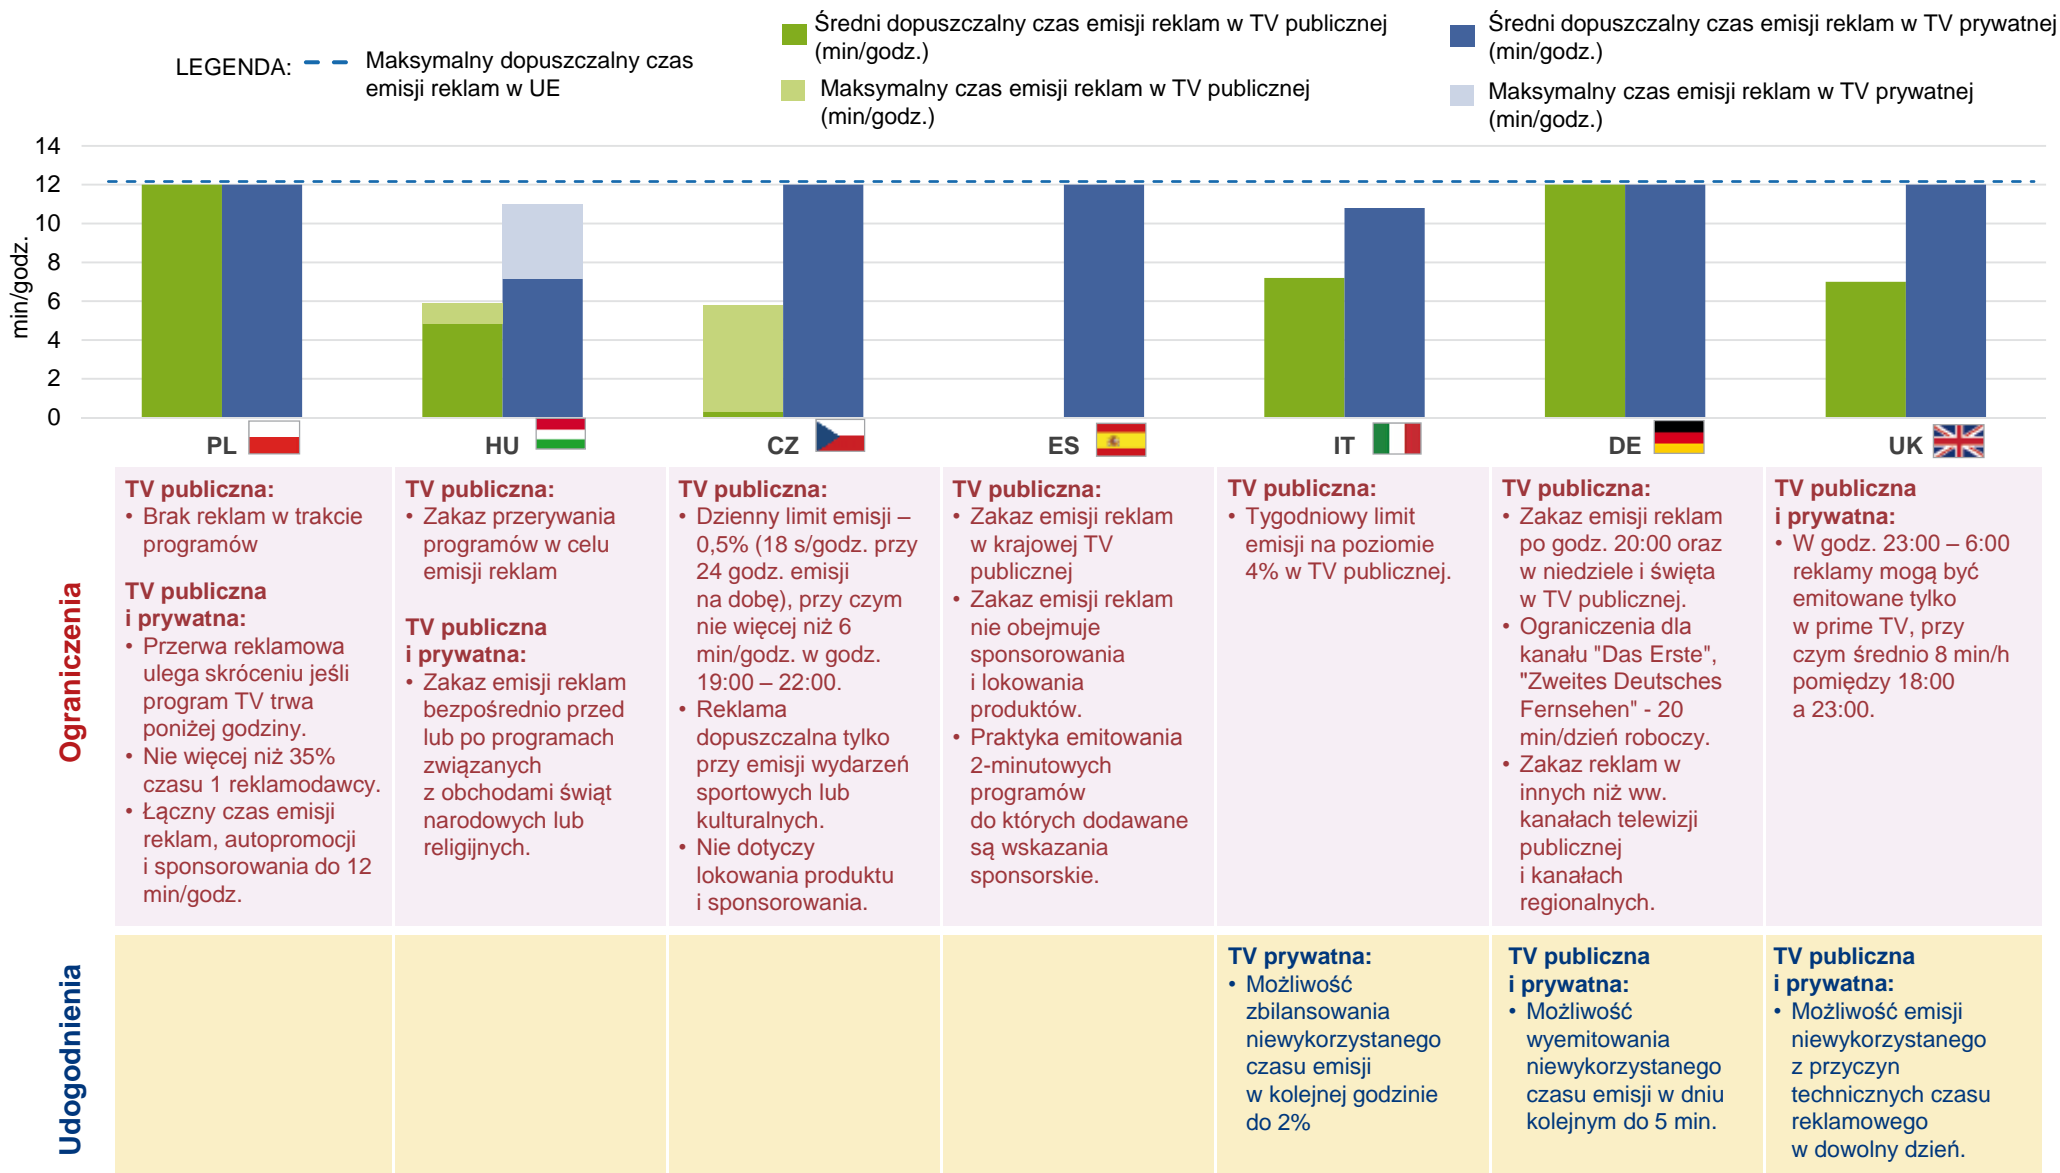 LEGENDA:
Maksymalny dopuszczalny czas
emisji reklam w UE
Średni dopuszczalny czas emisji reklam w TV publicznej
(min/godz.)
Maksymalny czas emisji reklam w TV publicznej
(min/godz.)
Średni dopuszczalny czas emisji reklam w TV prywatnej
(min/godz.)
Maksymalny czas emisji reklam w TV prywatnej
(min/godz.)
min/godz.
14
12
10
8
6
4
2
0
PL
HU
CZ
ES
IT
DE
UK
Ograniczenia
TV publiczna:
• Brak reklam w trakcie
programów
TV publiczna
i prywatna:
• Przerwa reklamowa
ulega skróceniu jeśli
program TV trwa
poniżej godziny.
• Nie więcej niż 35%
czasu 1 reklamodawcy.
• Łączny czas emisji
reklam, autopromocji
i sponsorowania do 12
min/godz.
TV publiczna:
• Zakaz przerywania
programów w celu
emisji reklam
TV publiczna
i prywatna:
• Zakaz emisji reklam
bezpośrednio przed
lub po programach
związanych
z obchodami świąt
narodowych lub
religijnych.
TV publiczna:
• Dzienny limit emisji –
0,5% (18 s/godz. przy
24 godz. emisji
na dobę), przy czym
nie więcej niż 6
min/godz. w godz.
19:00 – 22:00.
• Reklama
dopuszczalna tylko
przy emisji wydarzeń
sportowych lub
kulturalnych.
• Nie dotyczy
lokowania produktu
i sponsorowania.
TV publiczna:
• Zakaz emisji reklam
w krajowej TV
publicznej
• Zakaz emisji reklam
nie obejmuje
sponsorowania
i lokowania
produktów.
• Praktyka emitowania
2-minutowych
programów
do których dodawane
są wskazania
sponsorskie.
TV publiczna:
• Tygodniowy limit
emisji na poziomie
4% w TV publicznej.
TV publiczna:
• Zakaz emisji reklam
po godz. 20:00 oraz
w niedziele i święta
w TV publicznej.
• Ograniczenia dla
kanału "Das Erste",
"Zweites Deutsches
Fernsehen" - 20
min/dzień roboczy.
• Zakaz reklam w
innych niż ww.
kanałach telewizji
publicznej
i kanałach
regionalnych.
TV publiczna
i prywatna:
• W godz. 23:00 – 6:00
reklamy mogą być
emitowane tylko
w prime TV, przy
czym średnio 8 min/h
pomiędzy 18:00
a 23:00.
Udogodnienia
TV prywatna:
• Możliwość
zbilansowania
niewykorzystanego
czasu emisji
w kolejnej godzinie
do 2%
TV publiczna
i prywatna:
• Możliwość
wyemitowania
niewykorzystanego
czasu emisji w dniu
kolejnym do 5 min.
TV publiczna
i prywatna:
• Możliwość emisji
niewykorzystanego
z przyczyn
technicznych czasu
reklamowego
w dowolny dzień.